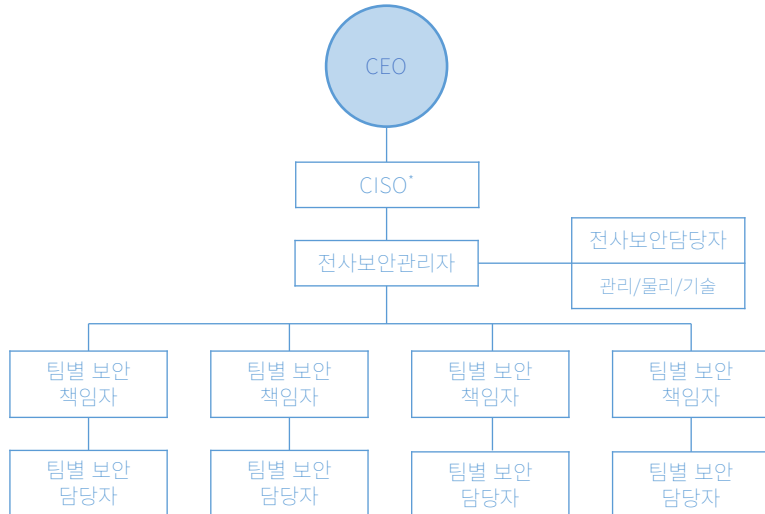 CEO
CISO*
전사보안관리자
전사보안담당자
관리/물리/기술
팀별 보안
책임자
팀별 보안
책임자
팀별 보안
책임자
팀별 보안
책임자
팀별 보안
담당자
팀별 보안
담당자
팀별 보안
담당자
팀별 보안
담당자